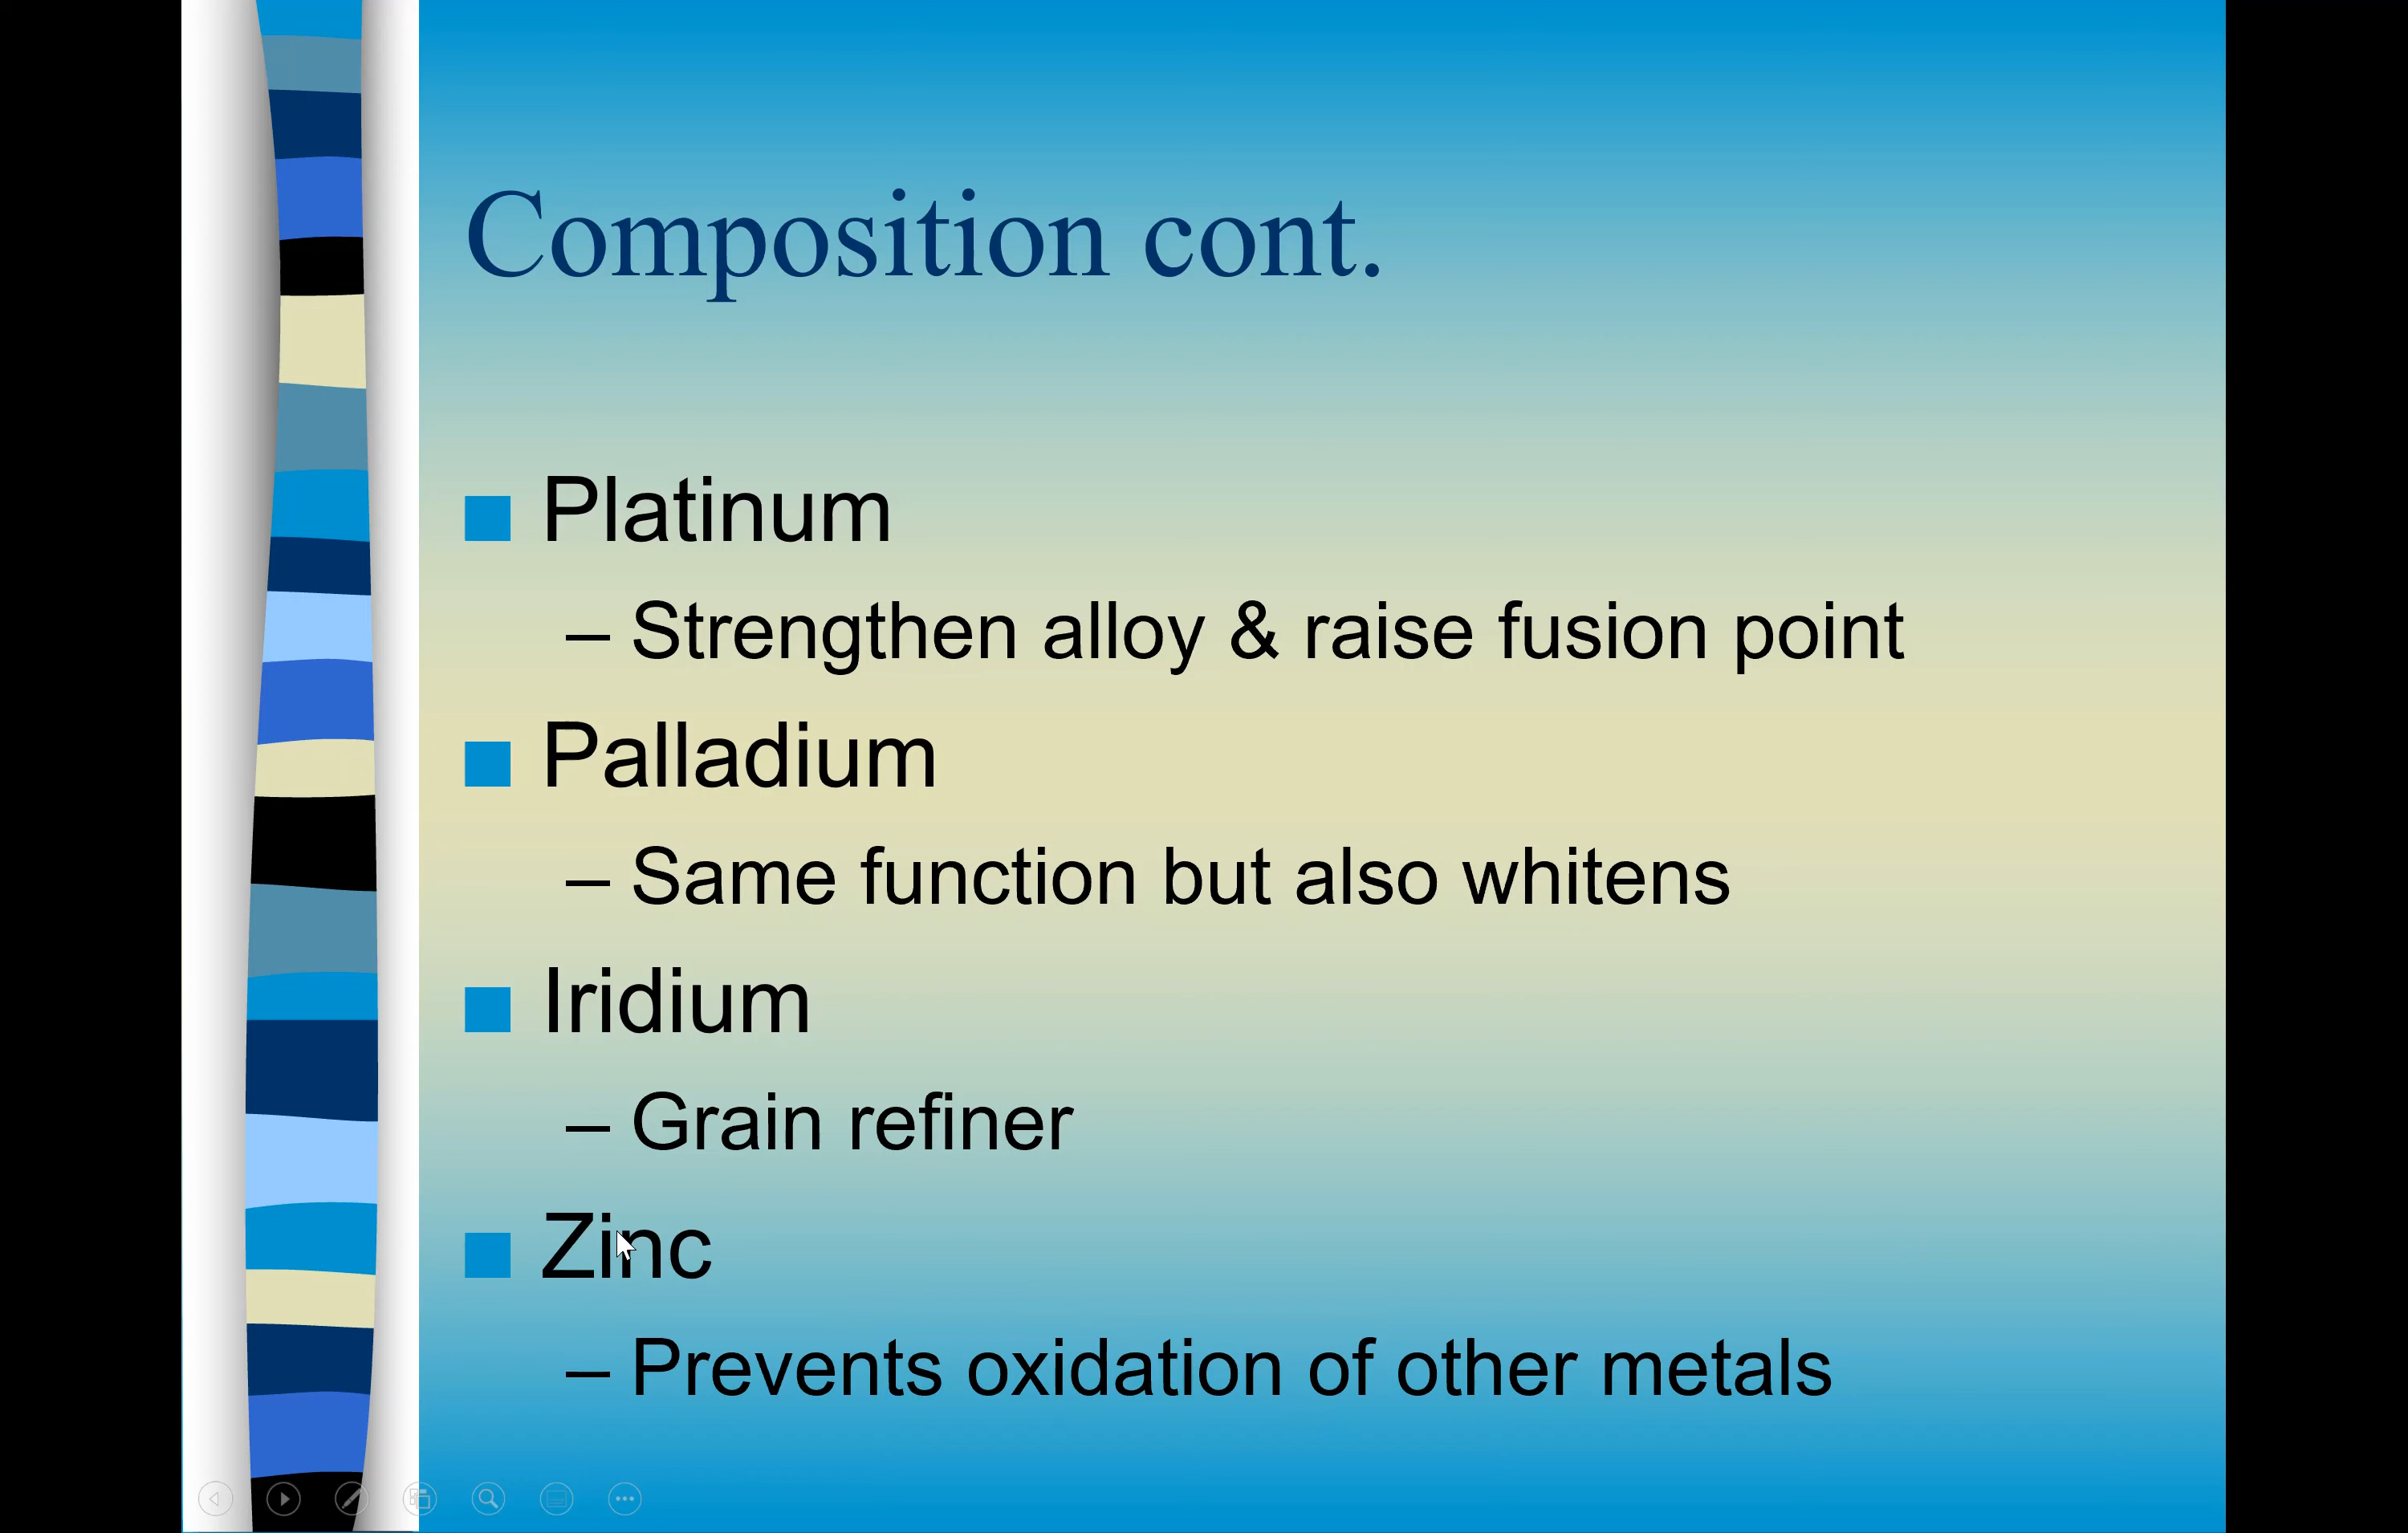 Composition cont.
Platinum
– Strengthen alloy & raise fusion point
Palladium
– Same function but also whitens
Iridium
– Grain refiner
Zinc
– Prevents oxidation of other metals